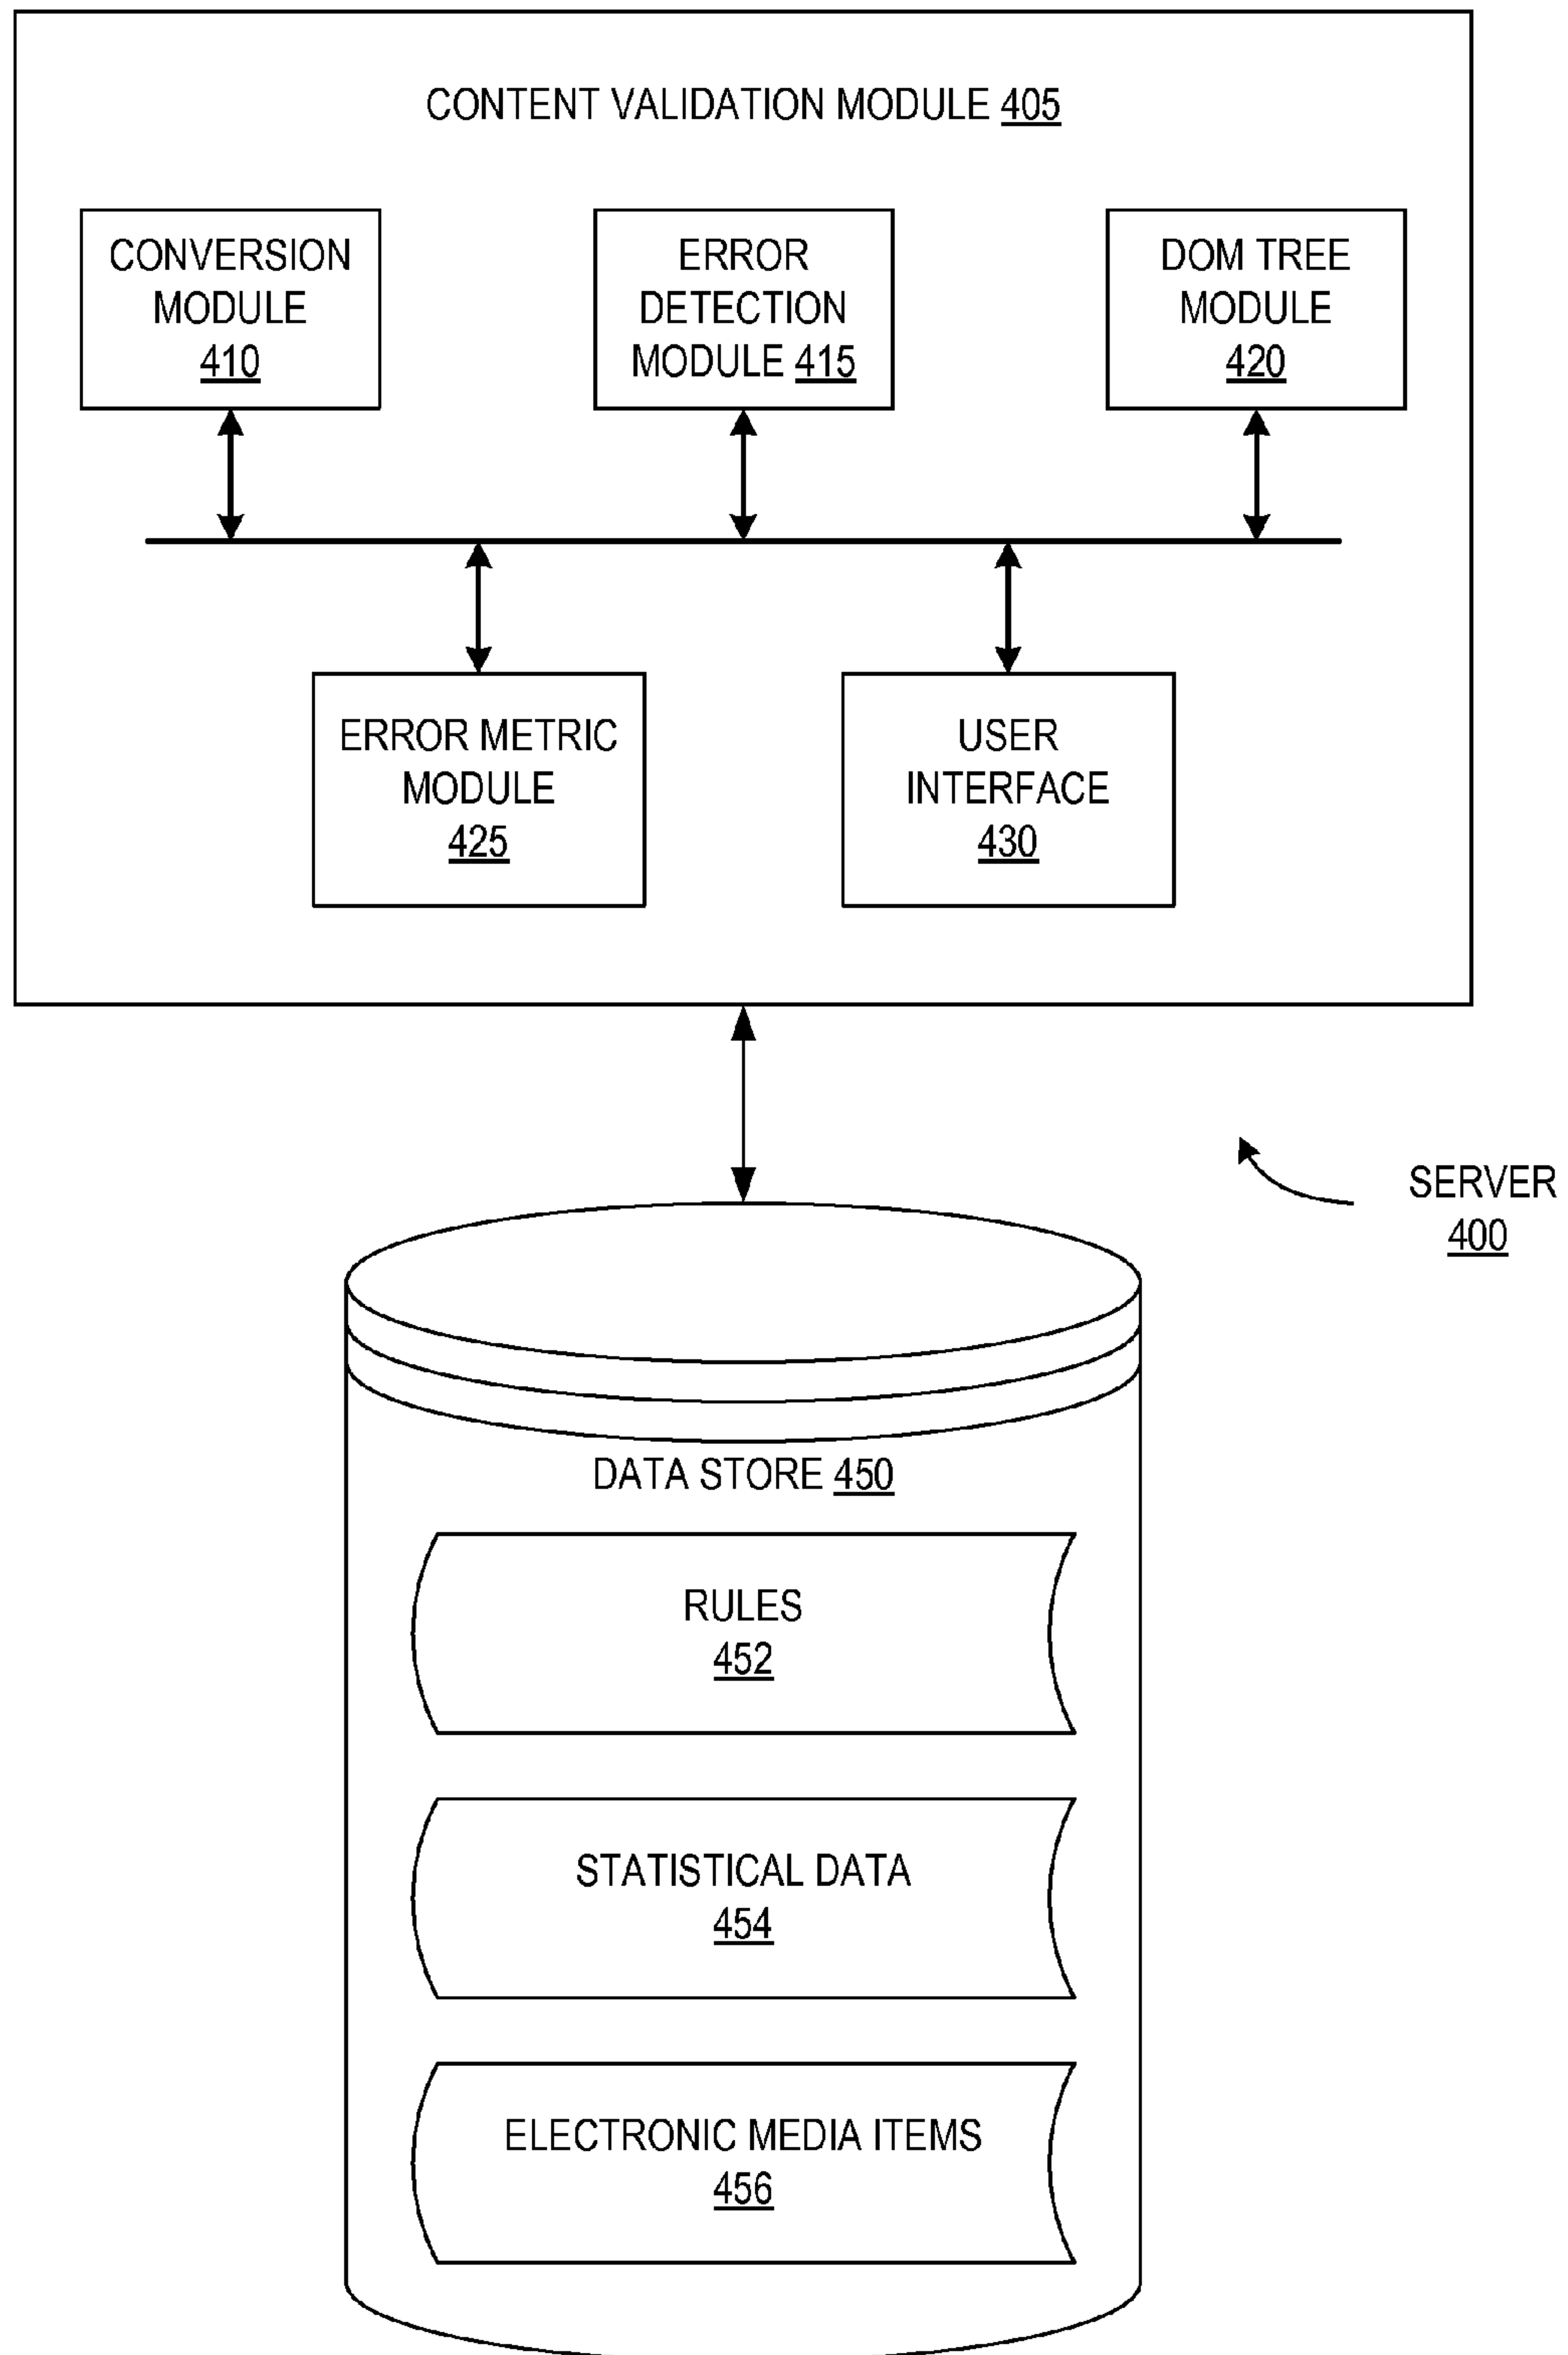 CONTENT VALIDATION MODULE 405
CONVERSION
MODULE
410
ERROR
DETECTION
MODULE 415
DOM TREE
MODULE
420
ERROR METRIC
MODULE
425
USER
INTERFACE
430
SERVER
400
DATA STORE 450
RULES
452
STATISTICAL DATA
454
ELECTRONIC MEDIA ITEMS
456